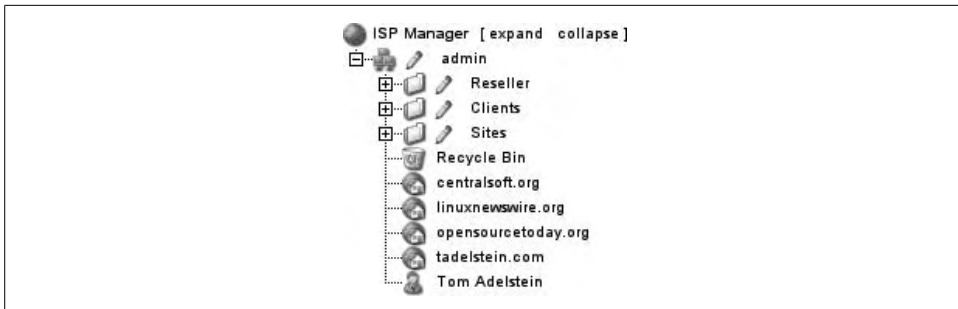 ISP Manager [expand collapse]
admin
Reseller
Clients
Sites
Recycle Bin
centralsoft.org
linuxnewswire.org
opensourcetoday.org
tadelstein.com
Tom Adelstein